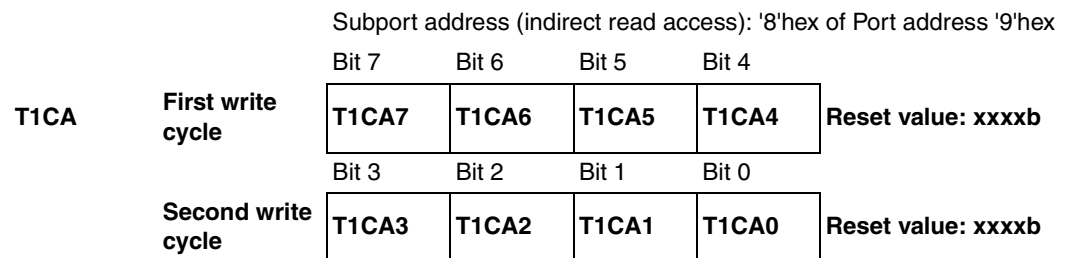 Subport address (indirect read access): '8'hex of Port address '9'hex
Bit 7 Bit 6 Bit 5 Bit 4
T1CA First write cycle T1CA7 T1CA6 T1CA5 T1CA4 Reset value: xxxxb
Bit 3 Bit 2 Bit 1 Bit 0
Second write cycle T1CA3 T1CA2 T1CA1 T1CA0 Reset value: xxxxb